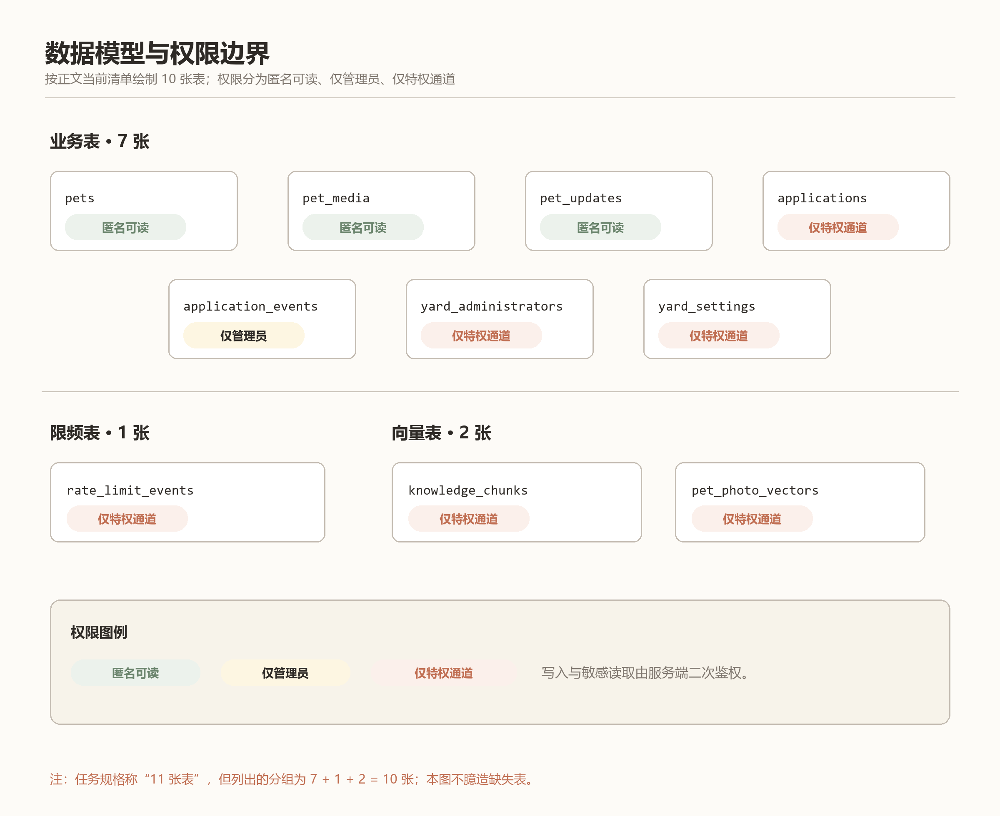 数据模型与权限边界
按正文当前清单绘制 10 张表；权限分为匿名可读、仅管理员、仅特权通道
业务表 • 7 张
pets
匿名可读
pet_media
匿名可读
pet_updates
匿名可读
applications
仅特权通道
application_events
仅管理员
yard_administrators
仅特权通道
yard_settings
仅特权通道
限频表 • 1 张
rate_limit_events
仅特权通道
向量表 • 2 张
knowledge_chunks
仅特权通道
pet_photo_vectors
仅特权通道
权限图例
匿名可读
仅管理员
仅特权通道
写入与敏感读取由服务端二次鉴权。
注：任务规格称“11 张表”，但列出的分组为 7 + 1 + 2 = 10 张；本图不臆造缺失表。